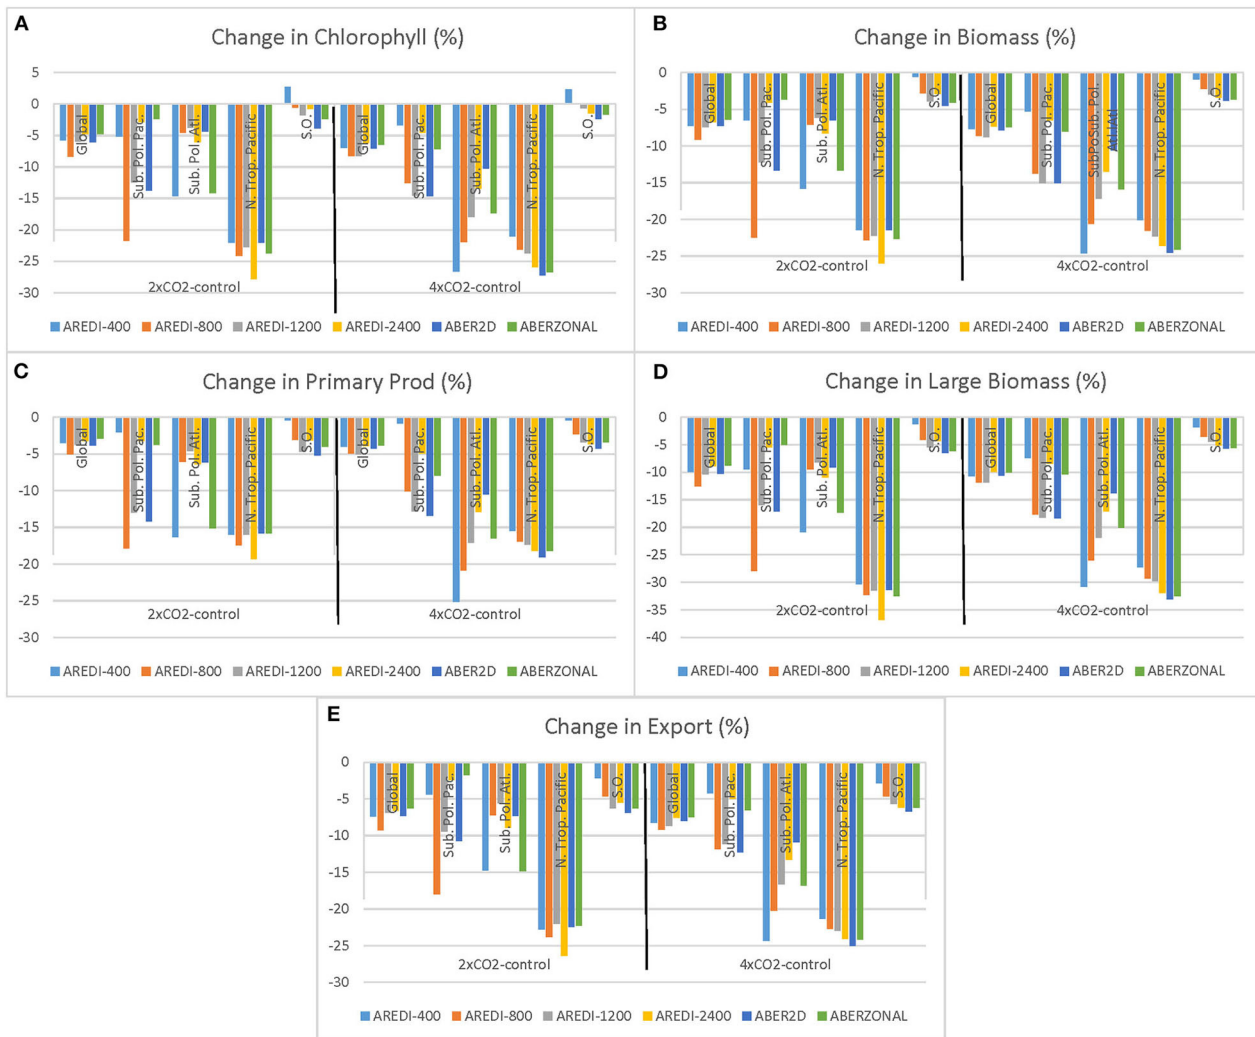 A
Change in Chlorophyll (%)
5
0
-5
-10
-15
-20
-25
-30
Global
Sub. Pol. Pac.
Sub. Pol. Atl.
N. Trop. Pacific
S.O.
Global
Sub. Pol. Pac.
Sub. Pol. Atl.
N. Trop. Pacific
S.O.
2xCO2-control
4xCO2-control
AREDI-400 AREDI-800 AREDI-1200 AREDI-2400 ABER2D ABERZONAL
B
Change in Biomass (%)
0
-5
-10
-15
-20
-25
-30
Global
Sub. Pol. Pac.
Sub. Pol. Atl.
N. Trop. Pacific
S.O.
Global
Sub. Pol. Pac.
SubPoSub. Pol.
N. Trop. Pacific
S.O.
2xCO2-control
4xCO2-control
AREDI-400 AREDI-800 AREDI-1200 AREDI-2400 ABER2D ABERZONAL
C
Change in Primary Prod (%)
0
-5
-10
-15
-20
-25
-30
Global
Sub. Pol. Pac.
Sub. Pol. Atl.
N. Trop. Pacific
S.O.
Global
Sub. Pol. Pac.
Sub. Pol. Atl.
N. Trop. Pacific
S.O.
2xCO2-control
4xCO2-control
AREDI-400 AREDI-800 AREDI-1200 AREDI-2400 ABER2D ABERZONAL
D
Change in Large Biomass (%)
0
-5
-10
-15
-20
-25
-30
-35
-40
Global
Sub. Pol. Pac.
Sub. Pol. Atl.
N. Trop. Pacific
S.O.
Global
Sub. Pol. Pac.
Sub. Pol. Atl.
N. Trop. Pacific
S.O.
2xCO2-control
4xCO2-control
AREDI-400 AREDI-800 AREDI-1200 AREDI-2400 ABER2D ABERZONAL
E
Change in Export (%)
0
-5
-10
-15
-20
-25
-30
Global
Sub. Pol. Pac.
Sub. Pol. Atl.
N. Trop. Pacific
S.O.
Global
Sub. Pol. Pac.
Sub. Pol. Atl.
N. Trop. Pacific
S.O.
2xCO2-control
4xCO2-control
AREDI-400 AREDI-800 AREDI-1200 AREDI-2400 ABER2D ABERZONAL